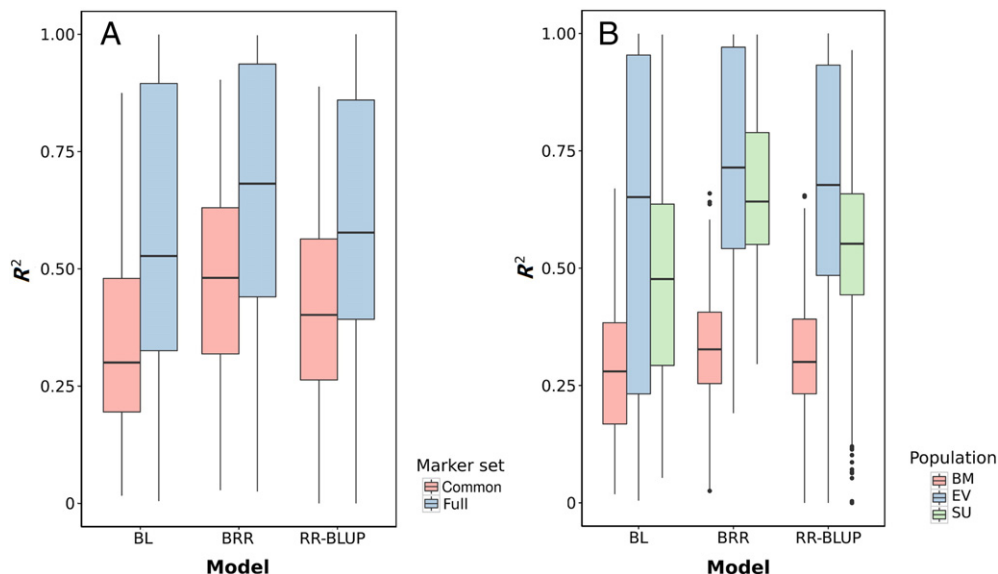 A
1.00
0.75
0.50
0.25
0
R²
BL
BRR
RR-BLUP
Model
Marker set
Common
Full
B
1.00
0.75
0.50
0.25
0
R²
BL
BRR
RR-BLUP
Model
Population
BM
EV
SU